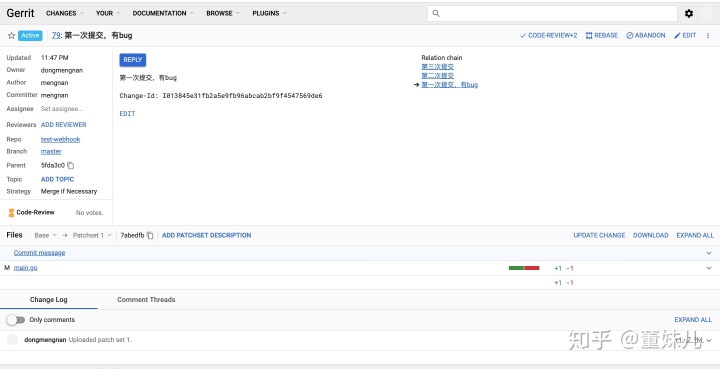 Gerrit CHANGES YOUR DOCUMENTATION BROWSE PLUGINS
Active 79: 第一次提交，有bug CODE-REVIEW+2 REBASE ABANDON EDIT
Updated 11:47 PM
Owner dongmengnan
Author mengnan
Committer mengnan
Assignee Set assignee...
Reviewers ADD REVIEWER
Repo test-webhook
Branch master
Parent 5fda3c0
Topic ADD TOPIC
Strategy Merge if Necessary
Code-Review No votes.
REPLY
第一次提交，有bug
Change-Id: I013845e31fb2a5e9fb96abcab2bf9f4547569de6
EDIT
Relation chain
第三次提交
第二次提交
➔ 第一次提交，有bug
Files Base → Patchset 1 7abedfb ADD PATCHSET DESCRIPTION UPDATE CHANGE DOWNLOAD EXPAND ALL
Commit message
M main.go +1 -1
+1 -1
Change Log Comment Threads
Only comments EXPAND ALL
dongmengnan Uploaded patch set 1.
知乎 @董妹儿